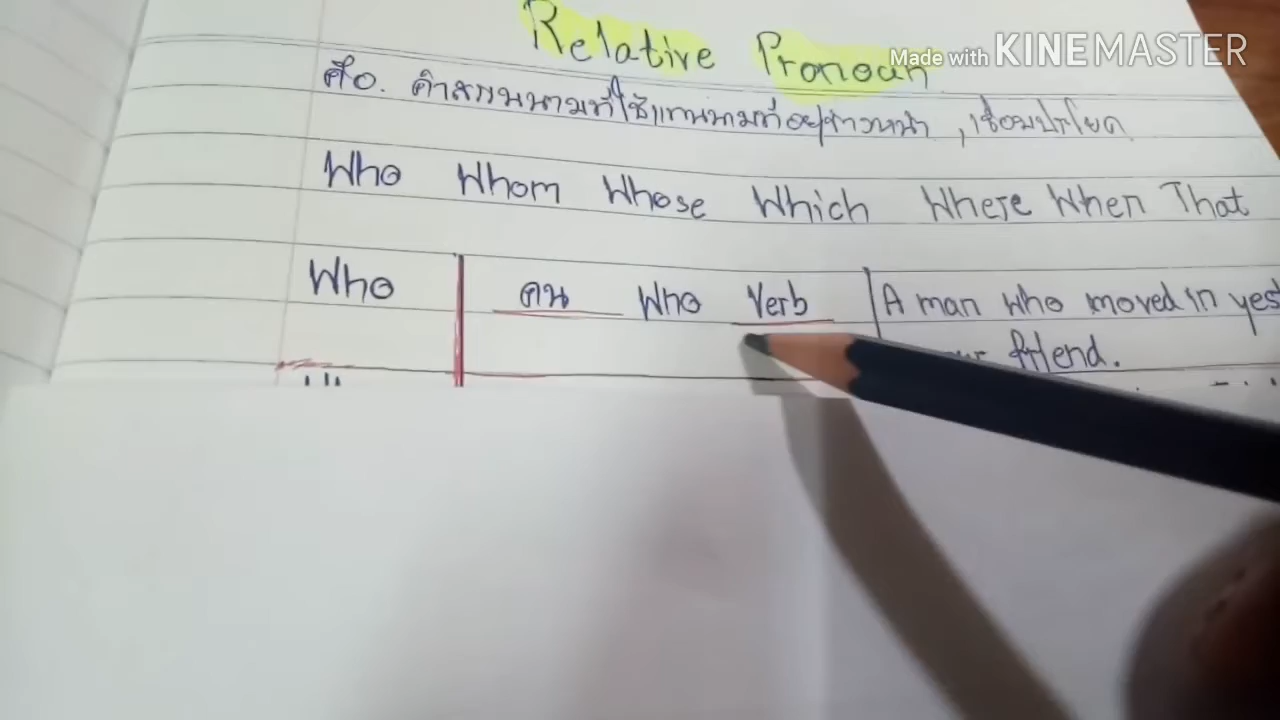 Relative Pronoun
Made with KINEMASTER
คือ. คำสรรพนามที่ใช้แทนนามที่อยู่ข้างหน้า , เชื่อมประโยค
Who Whom Whose Which Where When That
Who คน Who Verb A man who moved in yest
friend.